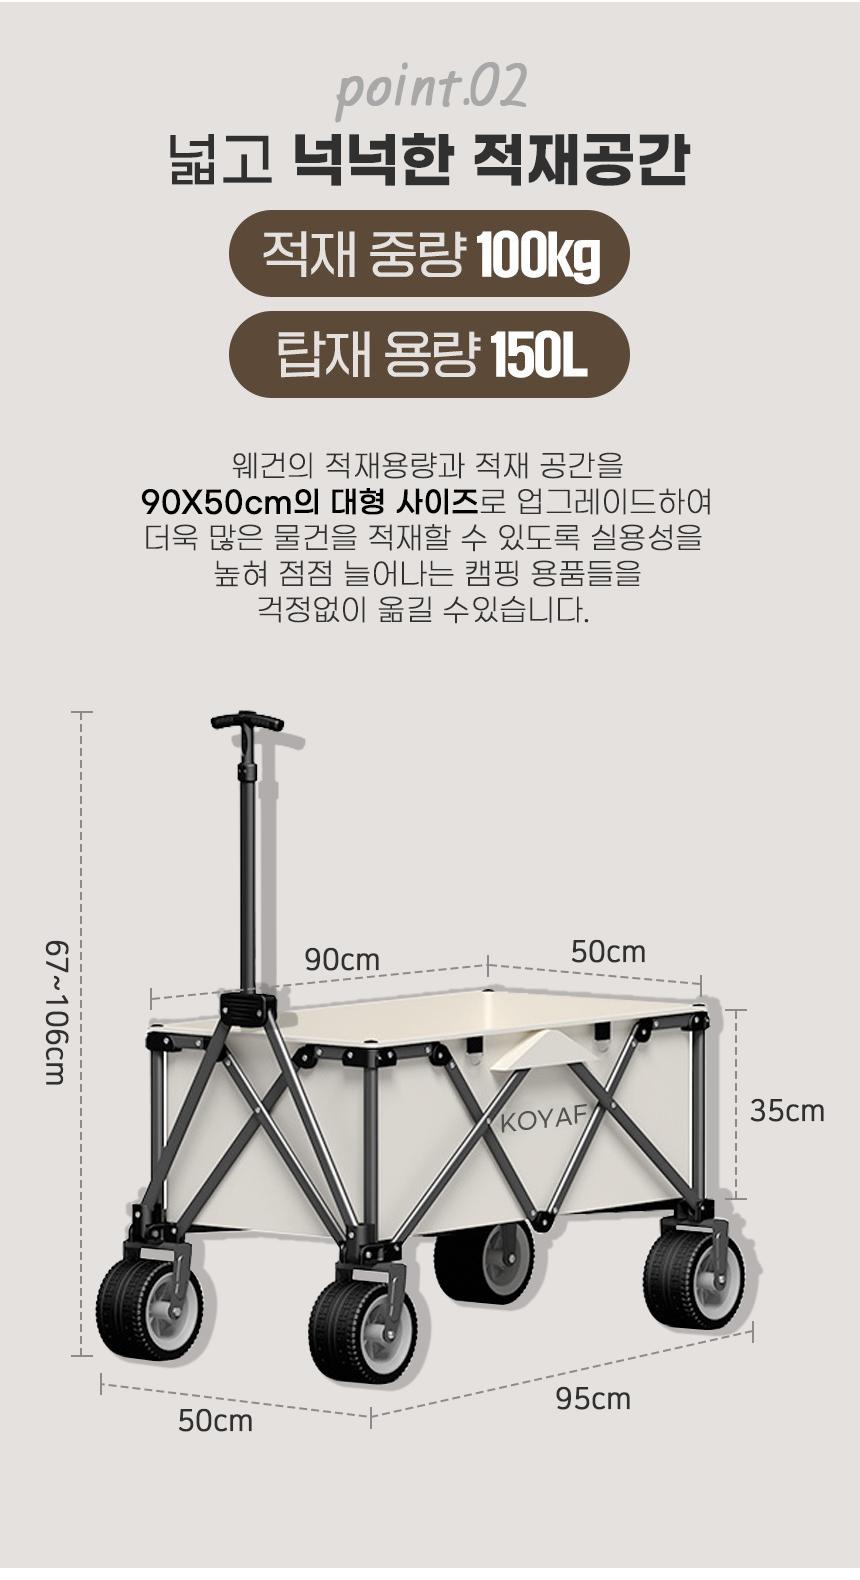 point.02
넓고 넉넉한 적재공간
적재 중량 100kg
탑재 용량 150L
웨건의 적재용량과 적재 공간을
90X50cm의 대형 사이즈로 업그레이드하여
더욱 많은 물건을 적재할 수 있도록 실용성을
높혀 점점 늘어나는 캠핑 용품들을
걱정없이 옮길 수있습니다.
90cm
50cm
67~106cm
35cm
KOYAF
95cm
50cm